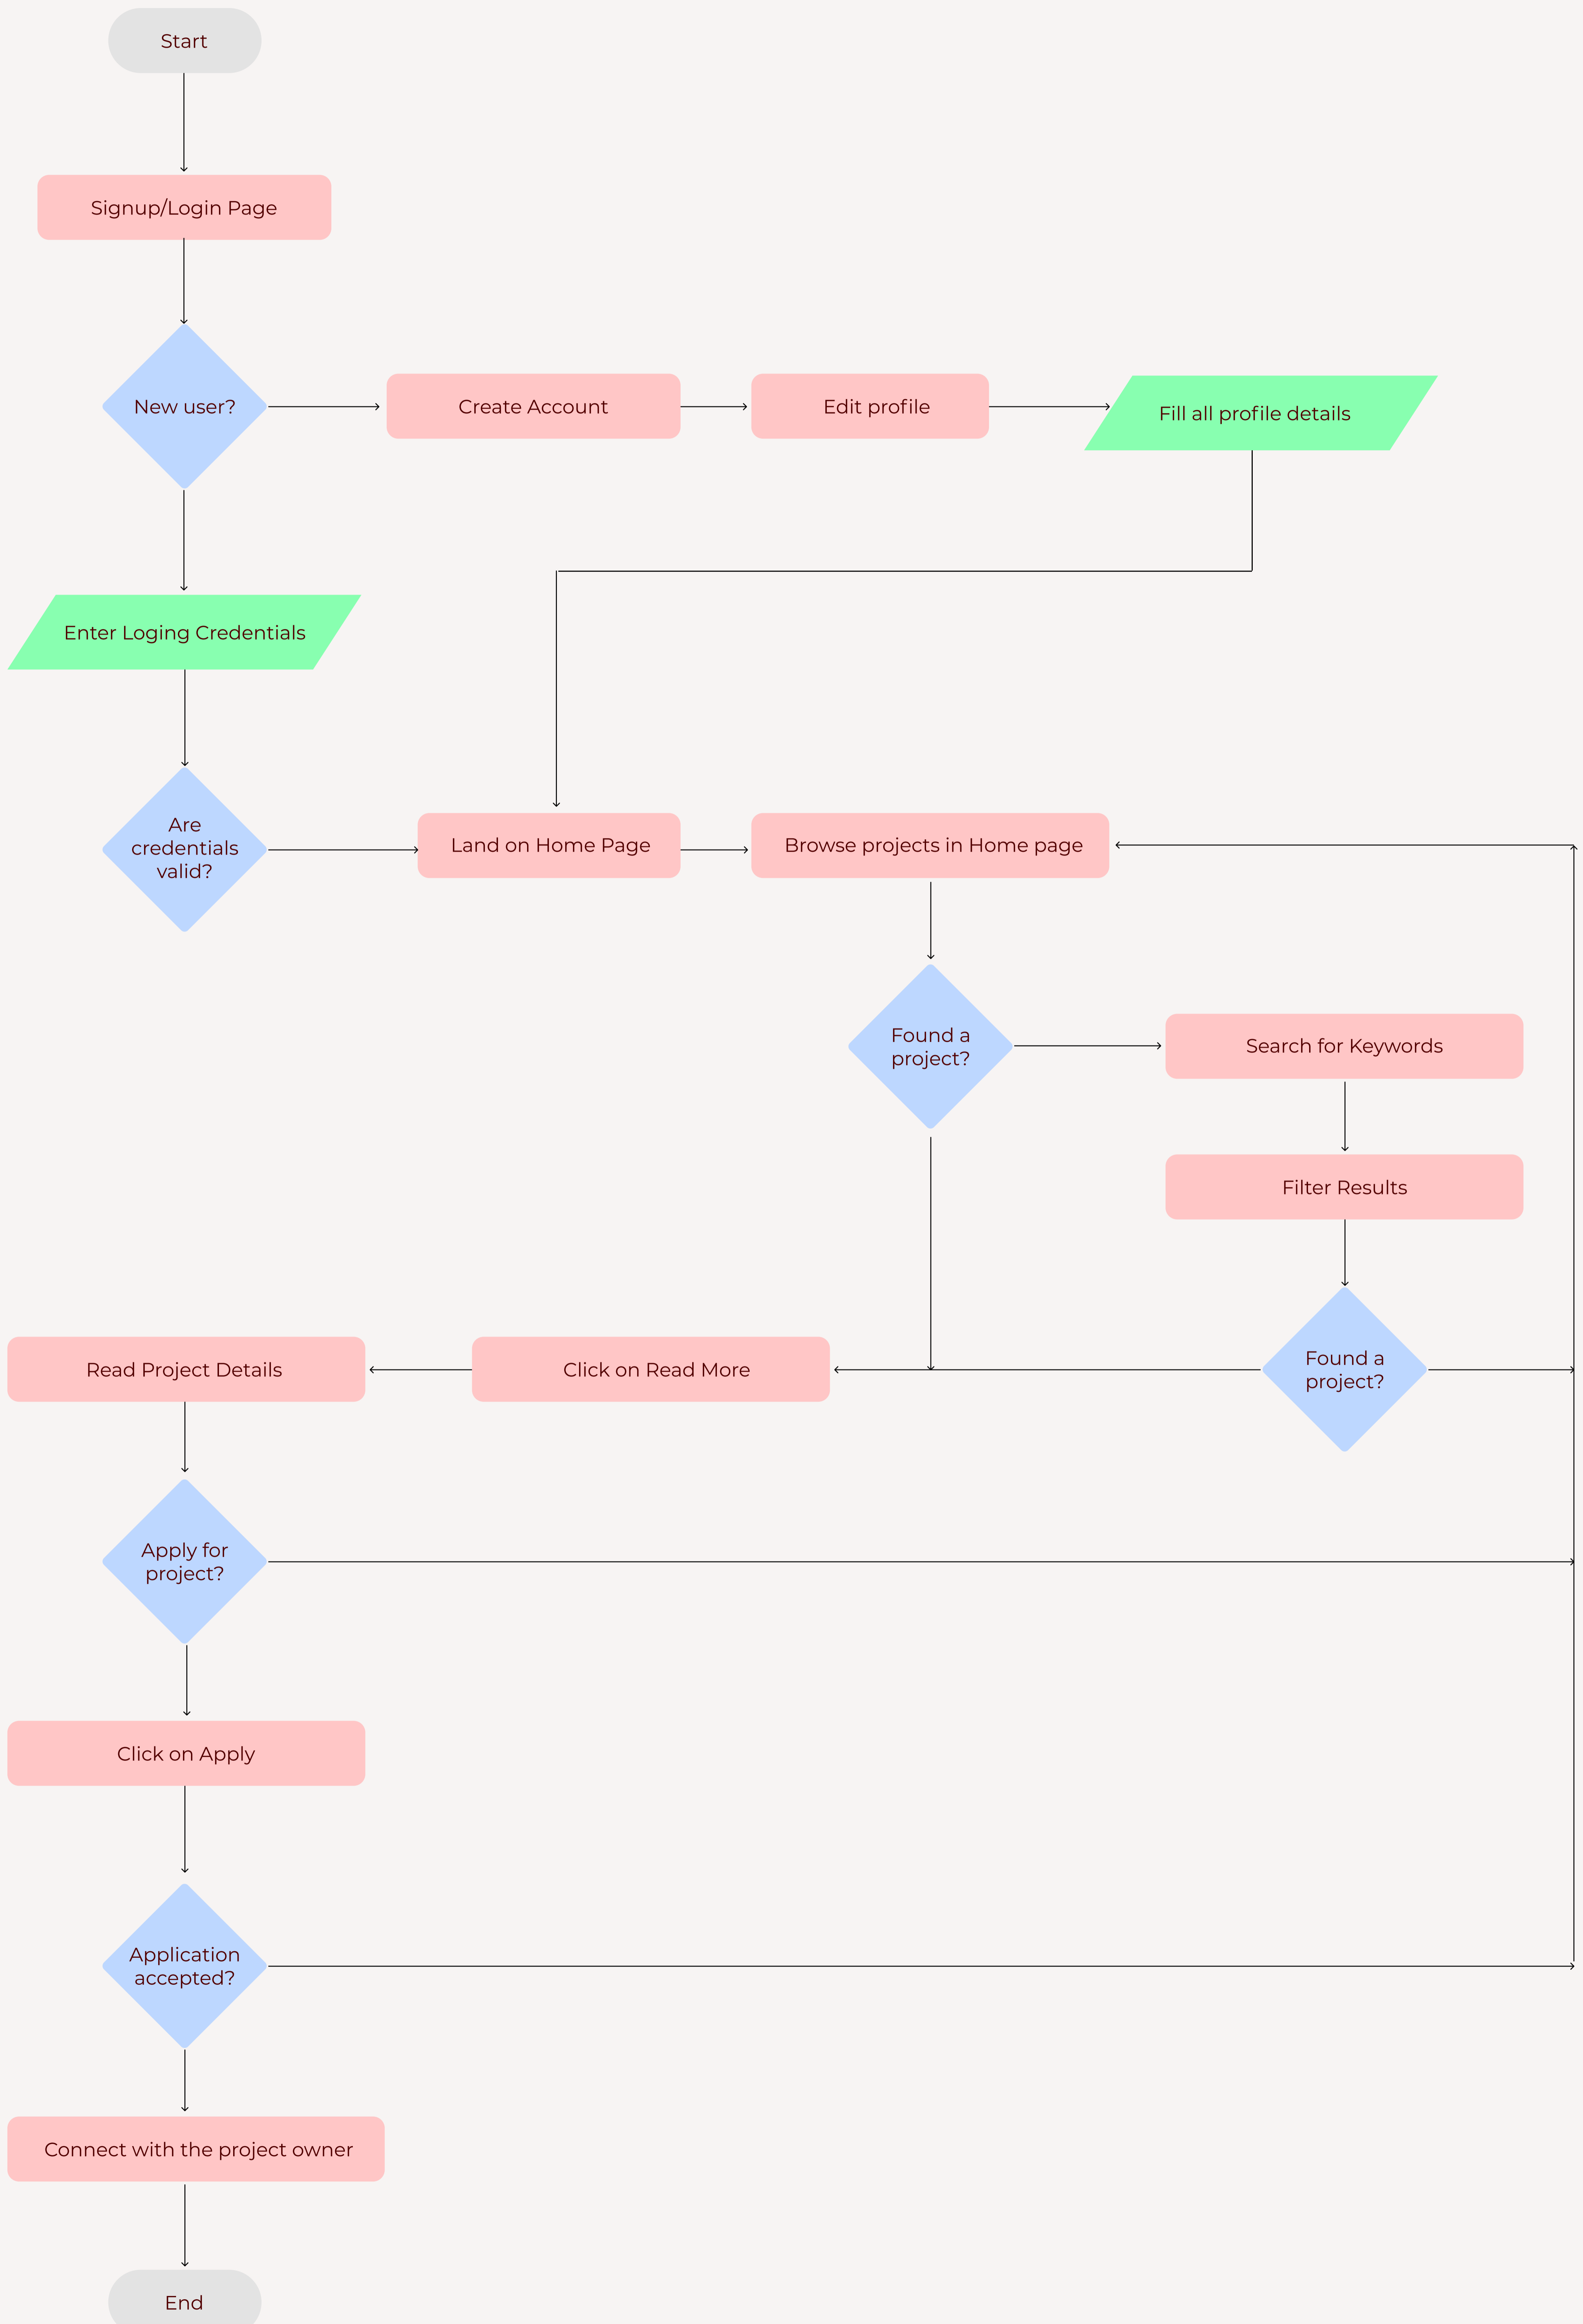 Start
Signup/Login Page
New user?
Create Account
Edit profile
Fill all profile details
Enter Loging Credentials
Are
credentials
valid?
Land on Home Page
Browse projects in Home page
Found a
project?
Search for Keywords
Filter Results
Found a
project?
Click on Read More
Read Project Details
Apply for
project?
Click on Apply
Application
accepted?
Connect with the project owner
End